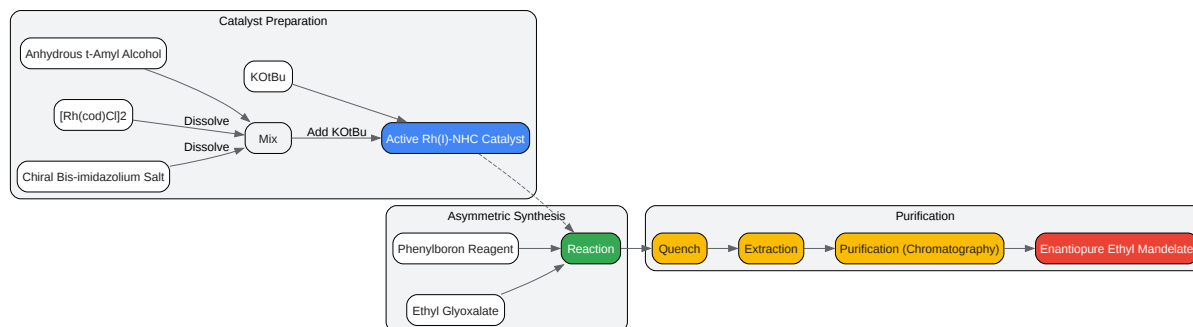 Catalyst Preparation
Anhydrous t-Amyl Alcohol
KOtBu
[Rh(cod)Cl]2
Dissolve
Mix
Add KOtBu
Active Rh(I)-NHC Catalyst
Dissolve
Chiral Bis-imidazolium Salt
Asymmetric Synthesis
Phenylboron Reagent
Reaction
Ethyl Glyoxalate
Purification
Quench
Extraction
Purification (Chromatography)
Enantiopure Ethyl Mandelate